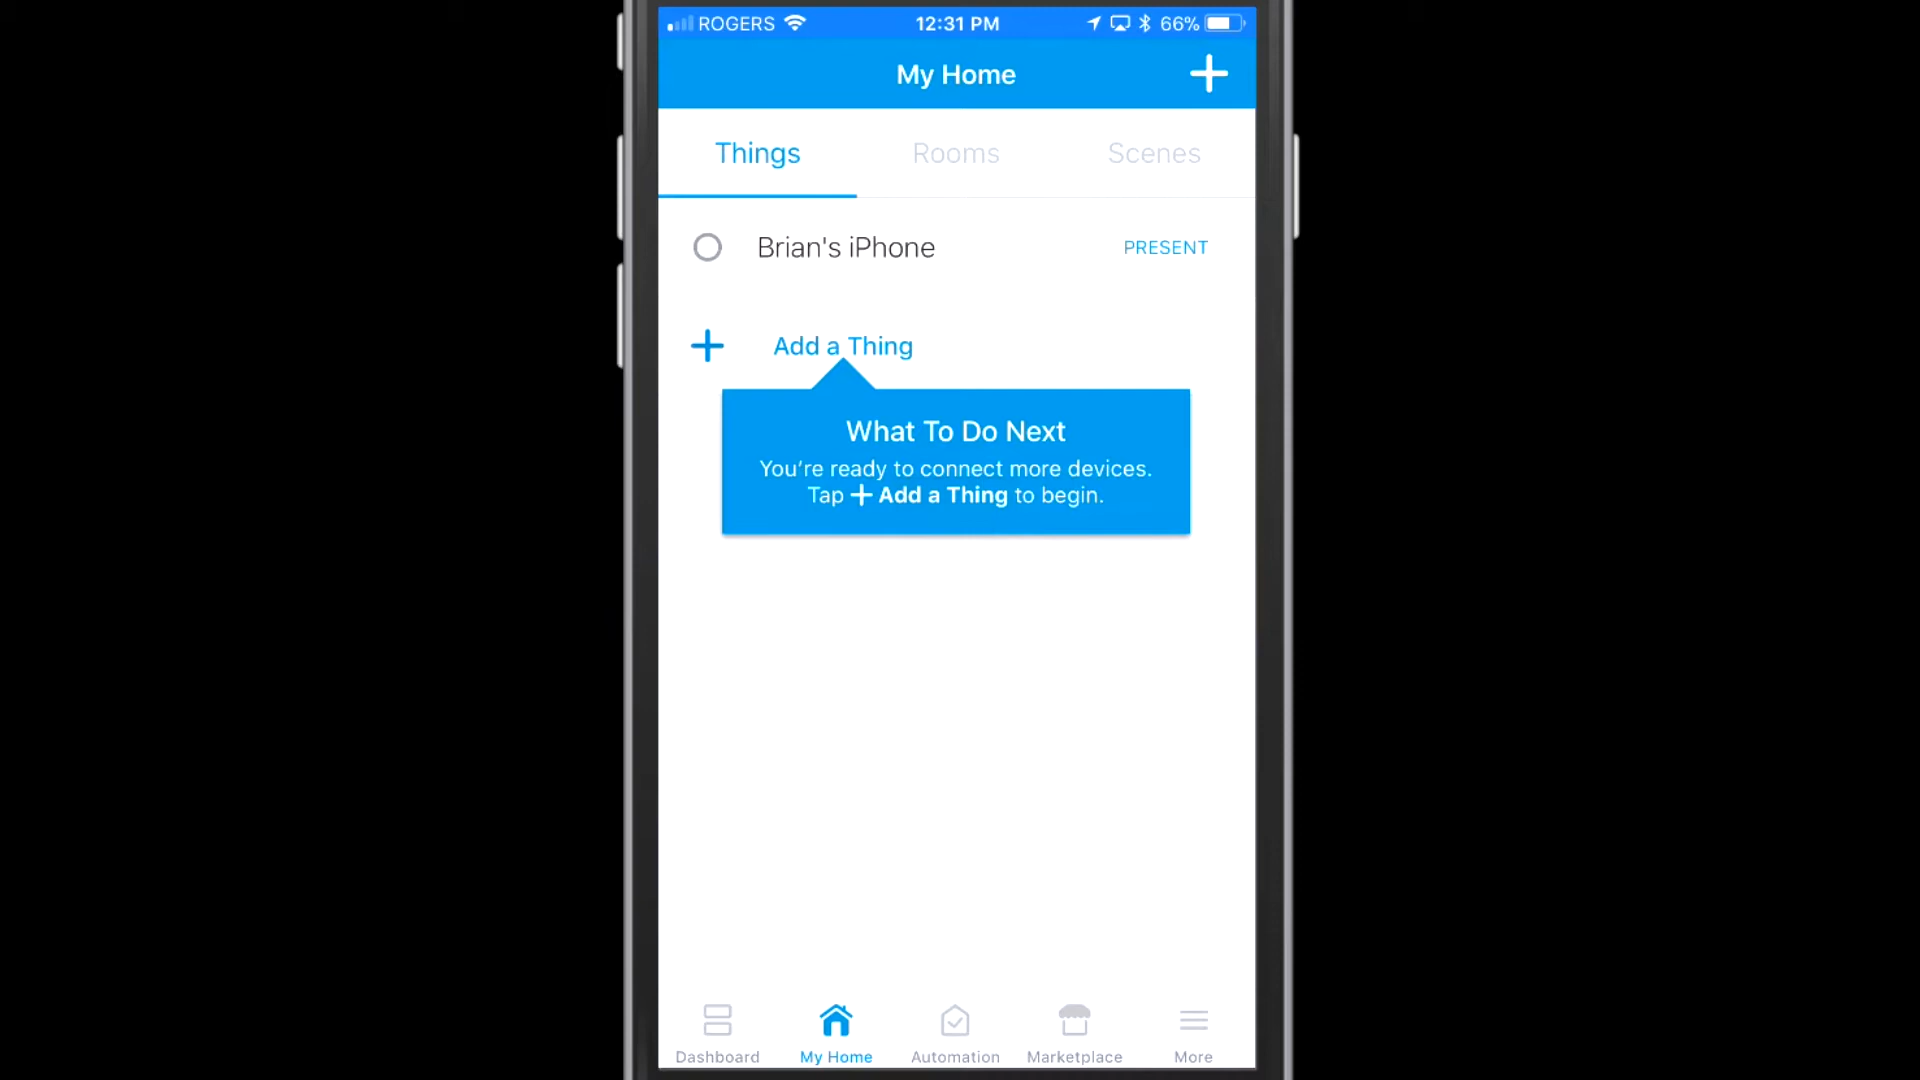 ROGERS 12:31 PM 66%
My Home
Things Rooms Scenes
Brian's iPhone PRESENT
Add a Thing
What To Do Next
You’re ready to connect more devices.
Tap + Add a Thing to begin.
Dashboard My Home Automation Marketplace More